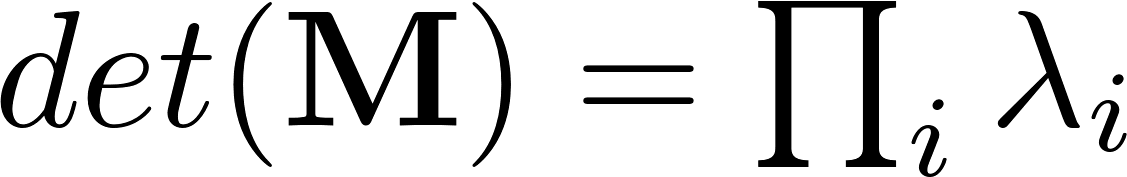 det(𝐌) = ∏ᵢ λᵢ